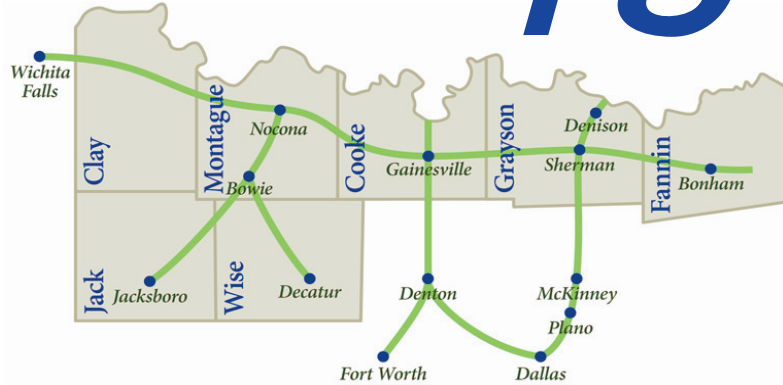 Wichita
Falls
Clay
Montague
Nocona
Bowie
Cooke
Gainesville
Grayson
Denison
Sherman
Fannin
Bonham
Jack
Jacksboro
Wise
Decatur
Denton
McKinney
Plano
Fort Worth
Dallas